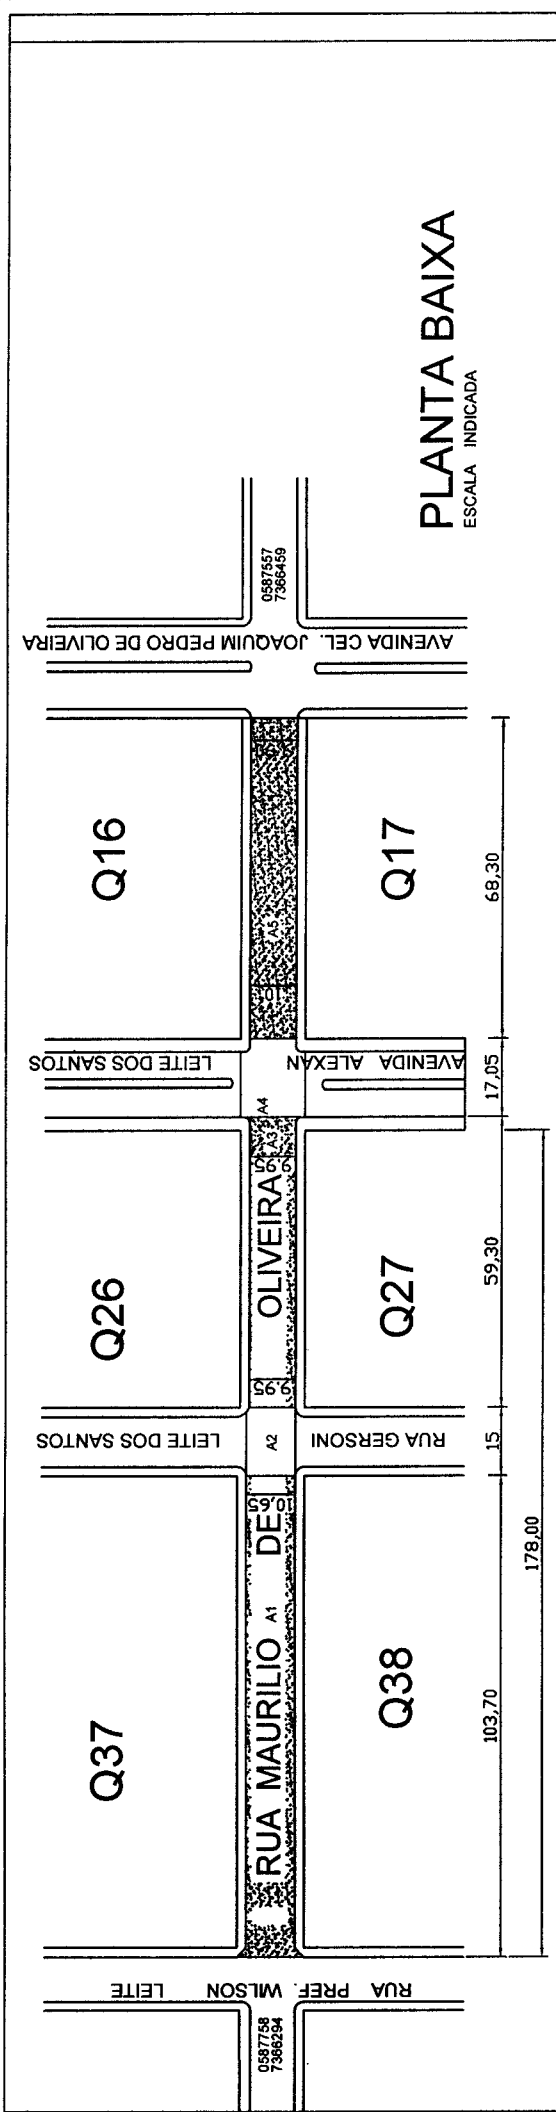 PLANTA BAIXA
ESCALA INDICADA
Q37
Q26
Q16
RUA PREF. WILSON LEITE
0587758
7366294
RUA MAURILIO DE OLIVEIRA
A1
10,65
LEITE DOS SANTOS
A2
RUA GERSONI
9.95
9.95
A3
A4
LEITE DOS SANTOS
AVENIDA ALEXAN
10
A5
AVENIDA CEL. JOAQUIM PEDRO DE OLIVEIRA
0587557
7366459
Q38
Q27
Q17
103,70
15
59,30
17,05
68,30
178,00